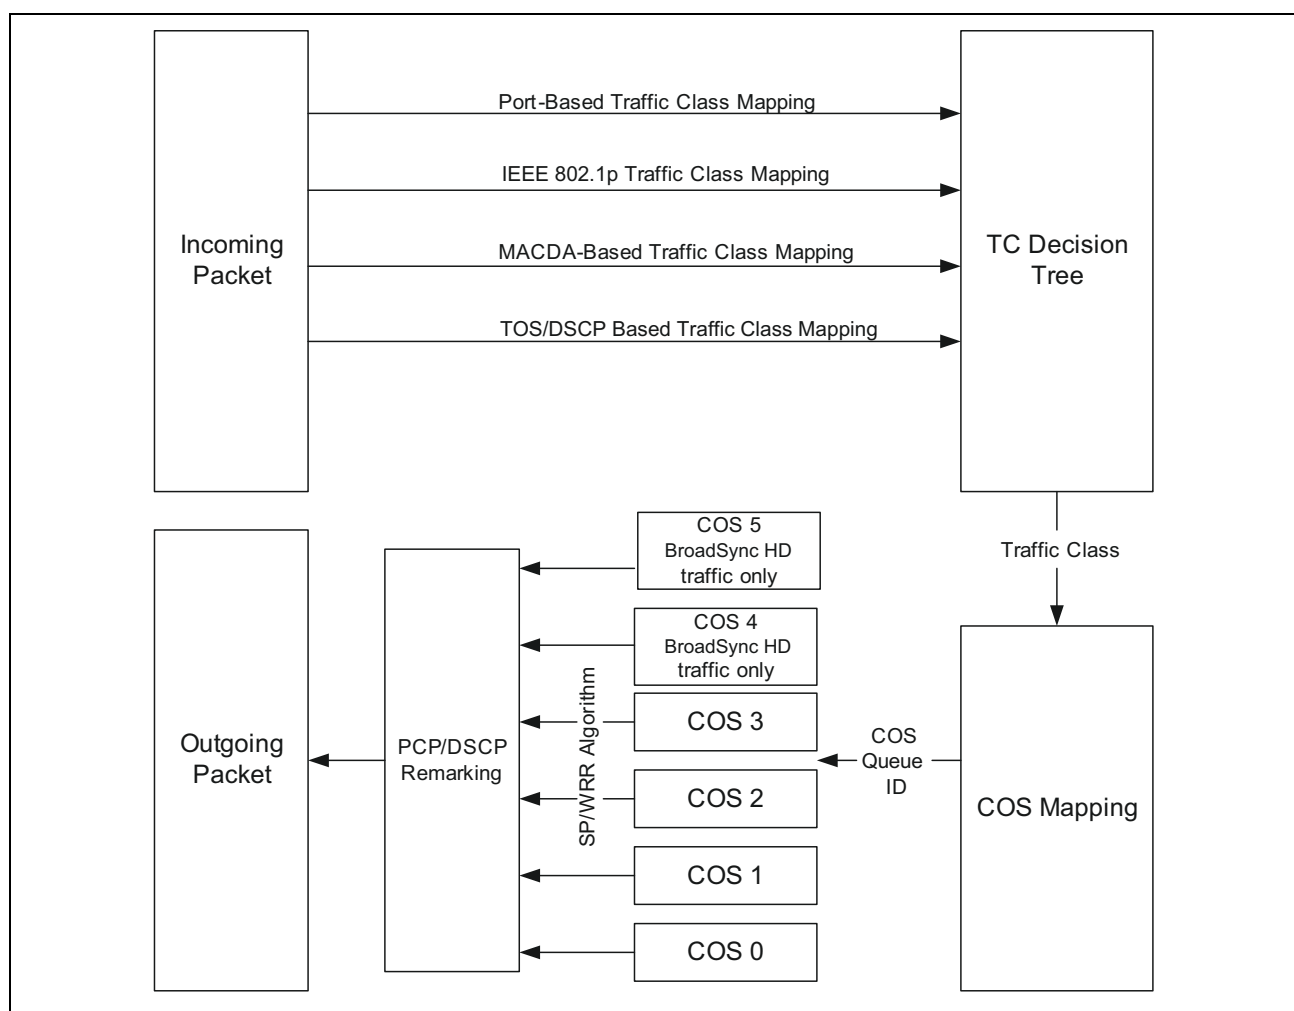 Port-Based Traffic Class Mapping
IEEE 802.1p Traffic Class Mapping
MACDA-Based Traffic Class Mapping
TOS/DSCP Based Traffic Class Mapping
Incoming
Packet
TC Decision
Tree
Traffic Class
COS Mapping
COS
Queue
ID
COS 5
BroadSync HD
traffic only
COS 4
BroadSync HD
traffic only
COS 3
COS 2
COS 1
COS 0
SP/WRR Algorithm
PCP/DSCP
Remarking
Outgoing
Packet